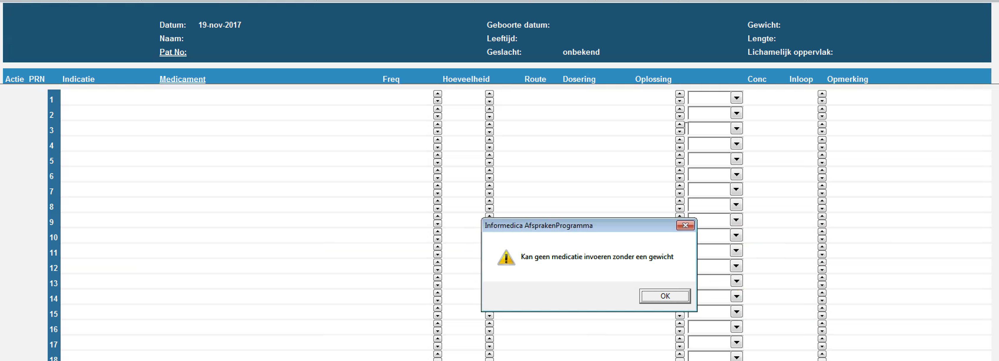 Datum: 19-nov-2017 Geboorte datum: Gewicht:
Naam: Leeftijd: Lengte:
Pat No: Geslacht: onbekend Lichamelijk oppervlak:
Actie PRN Indicatie Medicament Freq Hoeveelheid Route Dosering Oplossing Conc Inloop Opmerking
1
2
3
4
5
6
7
8
9
Informedica AfsprakenProgramma
10
11
Kan geen medicatie invoeren zonder een gewicht
12
13
14
OK
15
16
17
18